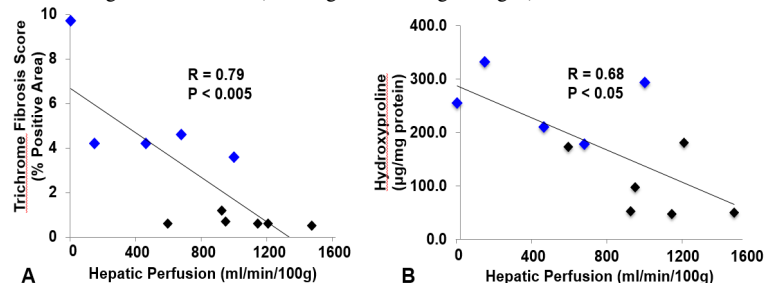 10
8
6
4
2
0
Trichrome Fibrosis Score
(% Positive Area)
R = 0.79
P < 0.005
0 400 800 1200 1600
A
Hepatic Perfusion (ml/min/100g)
400.0
300.0
200.0
100.0
0.0
Hydroxyproline
(µg/mg protein)
R = 0.68
P < 0.05
0 400 800 1200 1600
B
Hepatic Perfusion (ml/min/100g)